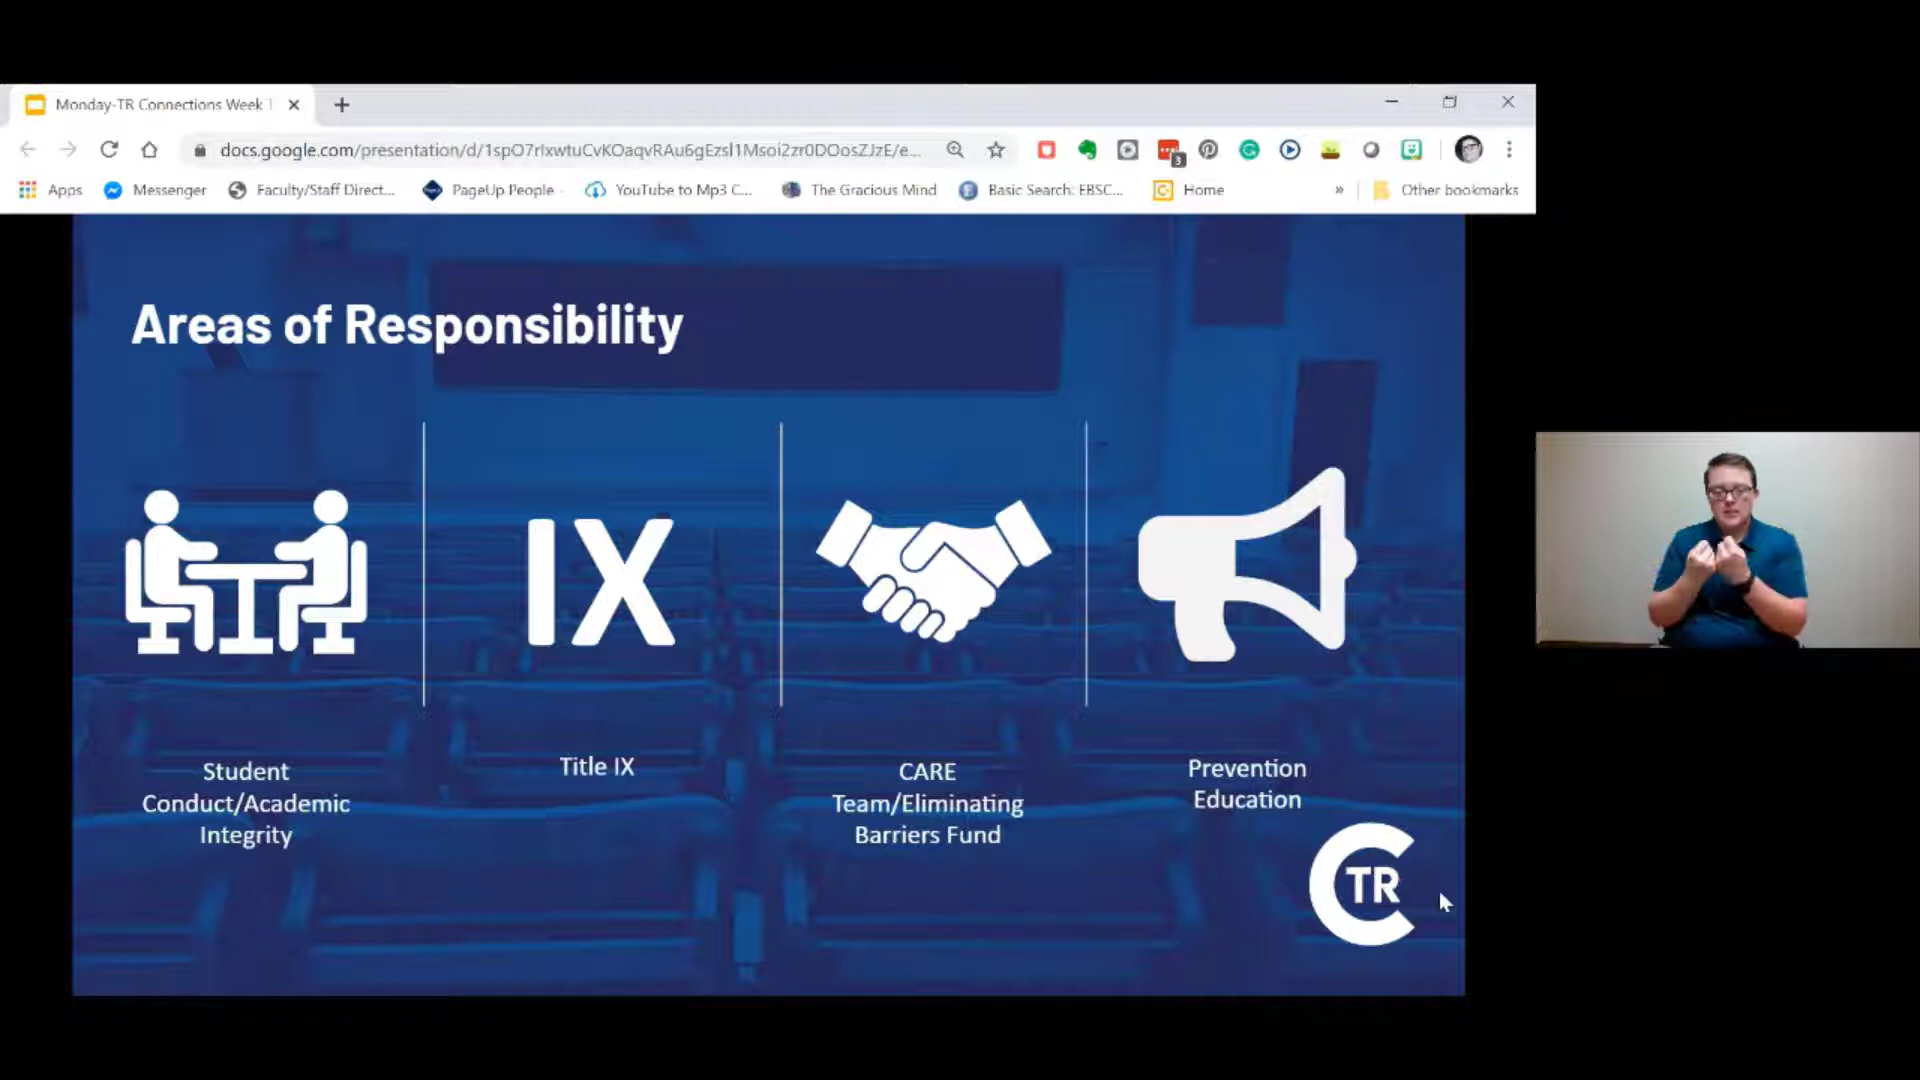 Monday-TR Connections Week
docs.google.com/presentation/d/1spO7rIxwtuCvKOaqvRAu6gEzsl1Msoi2zr0DOosZJzE/e...
3
Apps
Messenger
Faculty/Staff Direct...
PageUp People
YouTube to Mp3 C...
The Gracious Mind
Basic Search: EBSC...
Home
»
Other bookmarks
Areas of Responsibility
IX
Student
Conduct/Academic
Integrity
Title IX
CARE
Team/Eliminating
Barriers Fund
Prevention
Education
C TR